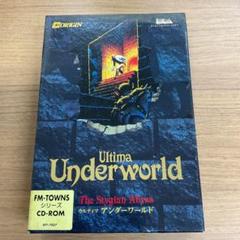 ORIGIN
Ultima
Underworld
The Stygian Abyss
ウルティマ アンダーワールド
FM-TOWNS
シリーズ
CD-ROM